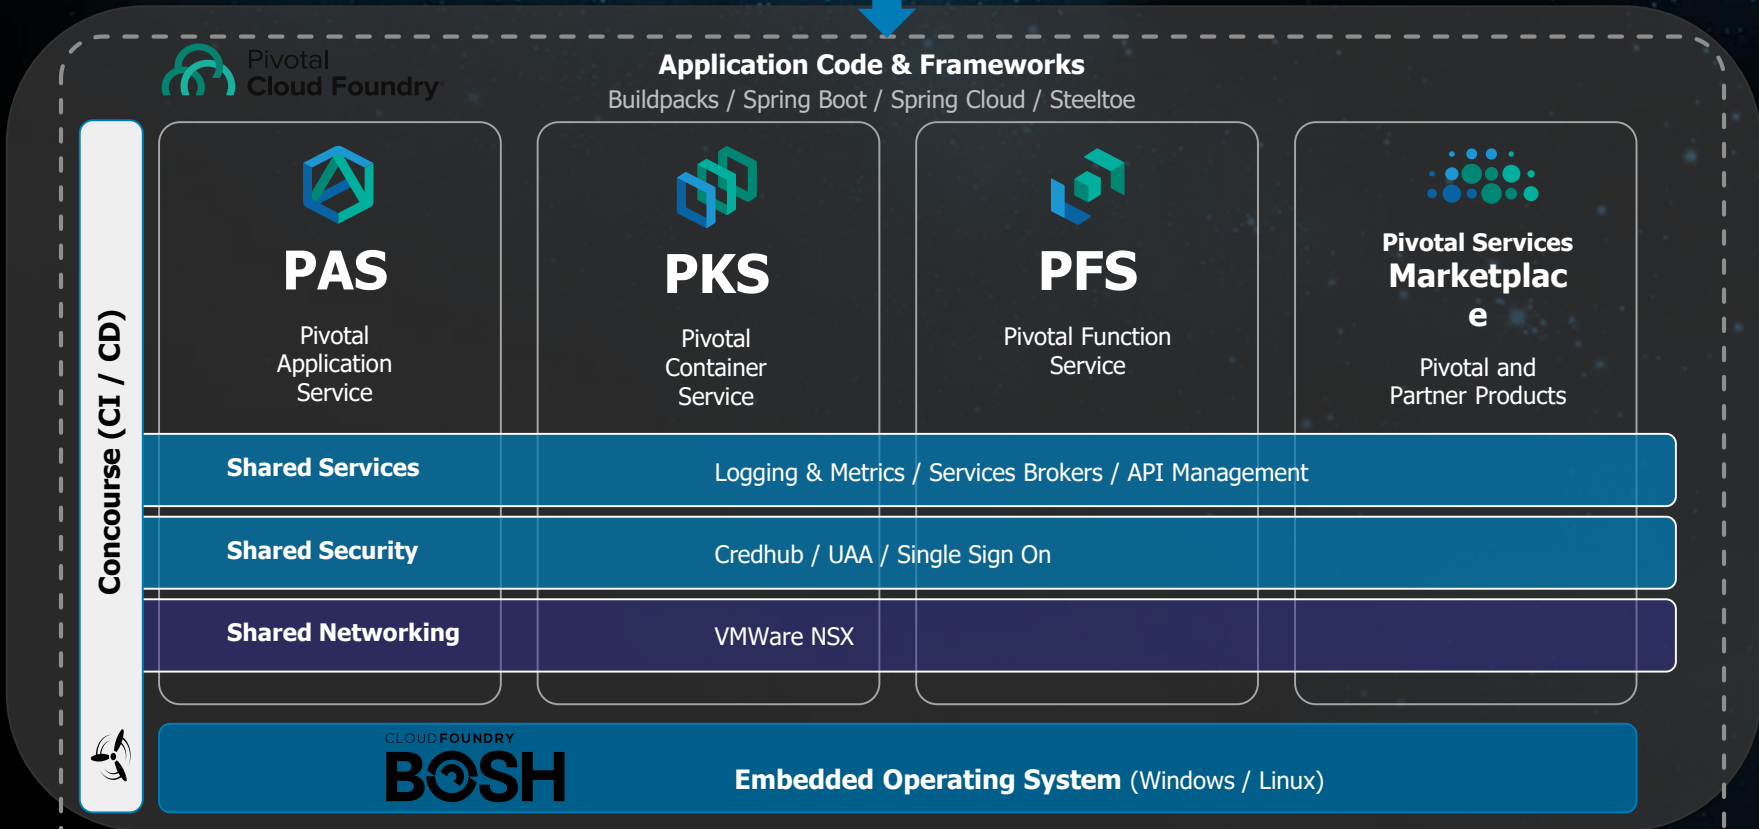 Pivotal
Cloud Foundry
Application Code & Frameworks
Buildpacks / Spring Boot / Spring Cloud / Steeltoe
Concourse (CI / CD)
PAS
Pivotal
Application
Service
PKS
Pivotal
Container
Service
PFS
Pivotal Function
Service
Pivotal Services
Marketplac
e
Pivotal and
Partner Products
Shared Services
Logging & Metrics / Services Brokers / API Management
Shared Security
Credhub / UAA / Single Sign On
Shared Networking
VMWare NSX
CLOUDFOUNDRY
BOSH
Embedded Operating System (Windows / Linux)